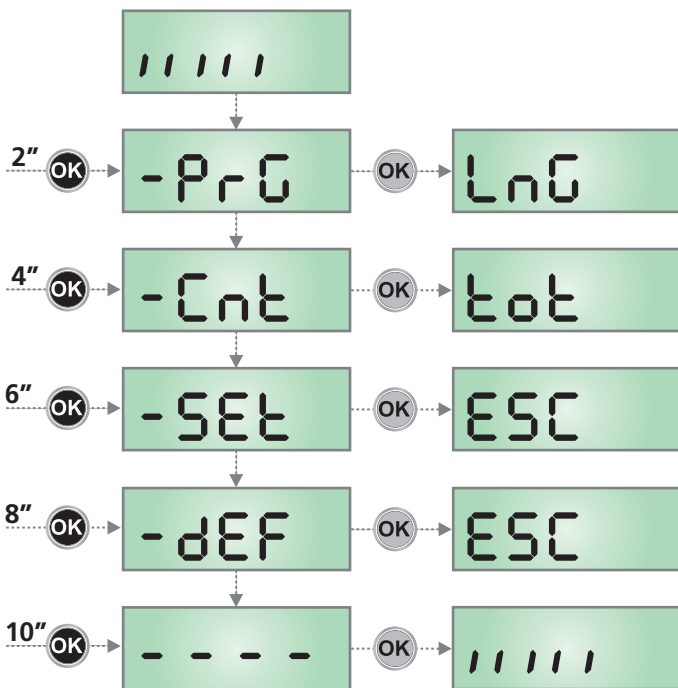 ı ı ı ı ı
2″ OK -PrG OK LnG
4″ OK -Cnt OK tot
6″ OK -SEt OK ESC
8″ OK -dEF OK ESC
10″ OK - - - - OK ı ı ı ı ı